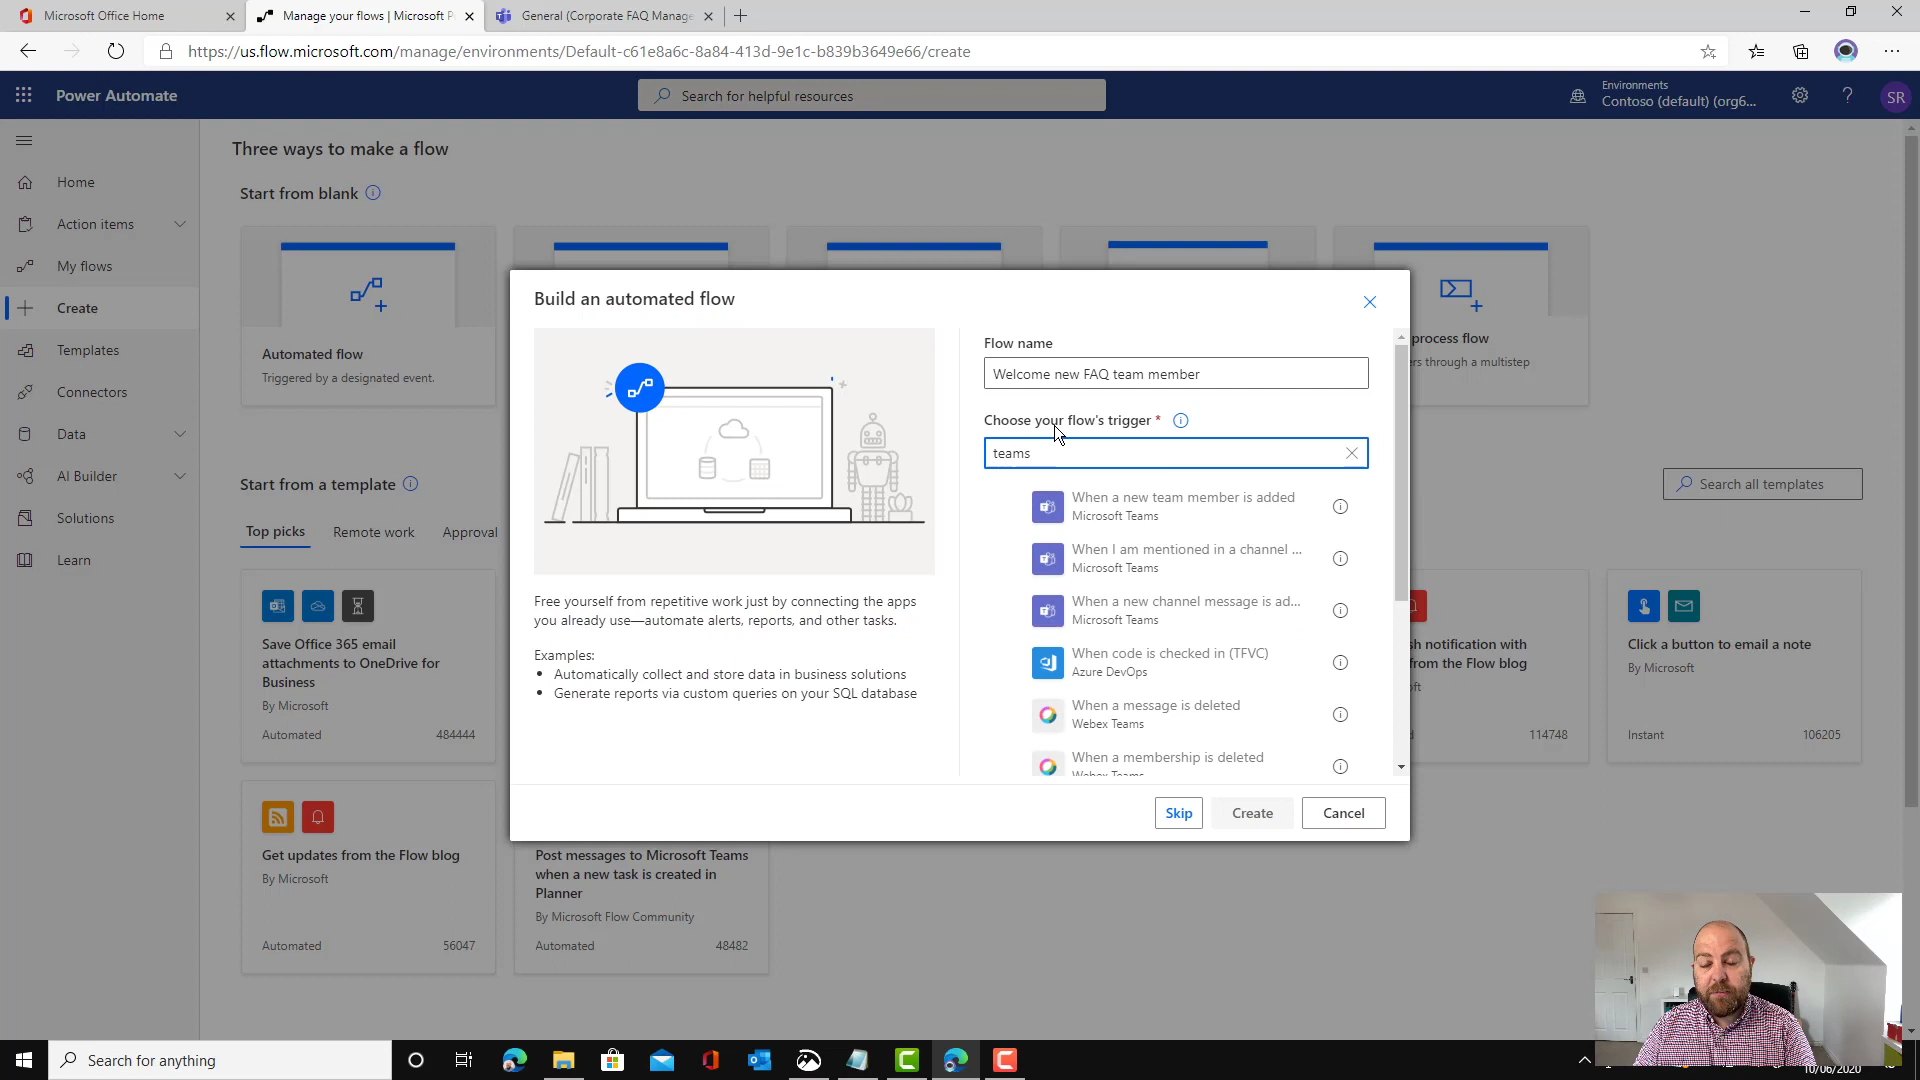 Microsoft Office Home
Manage your flows | Microsoft P
General (Corporate FAQ Manage
https://us.flow.microsoft.com/manage/environments/Default-c61e8a6c-8a84-413d-9e1c-b839b3649e66/create
Power Automate
Search for helpful resources
Environments
Contoso (default) (org6...
SR
Home
Action items
My flows
Create
Templates
Connectors
Data
AI Builder
Solutions
Learn
Three ways to make a flow
Start from blank
Automated flow
Triggered by a designated event.
process flow
ers through a multistep
Build an automated flow
Free yourself from repetitive work just by connecting the apps
you already use—automate alerts, reports, and other tasks.
Examples:
• Automatically collect and store data in business solutions
• Generate reports via custom queries on your SQL database
Flow name
Welcome new FAQ team member
Choose your flow's trigger *
teams
When a new team member is added
Microsoft Teams
When I am mentioned in a channel ...
Microsoft Teams
When a new channel message is ad...
Microsoft Teams
When code is checked in (TFVC)
Azure DevOps
When a message is deleted
Webex Teams
When a membership is deleted
Webex Teams
Skip
Create
Cancel
Start from a template
Search all templates
Top picks
Remote work
Approval
Save Office 365 email
attachments to OneDrive for
Business
By Microsoft
Automated
484444
sh notification with
from the Flow blog
114748
Click a button to email a note
By Microsoft
Instant
106205
Get updates from the Flow blog
By Microsoft
Automated
56047
Post messages to Microsoft Teams
when a new task is created in
Planner
By Microsoft Flow Community
Automated
48482
Search for anything
10/06/2020